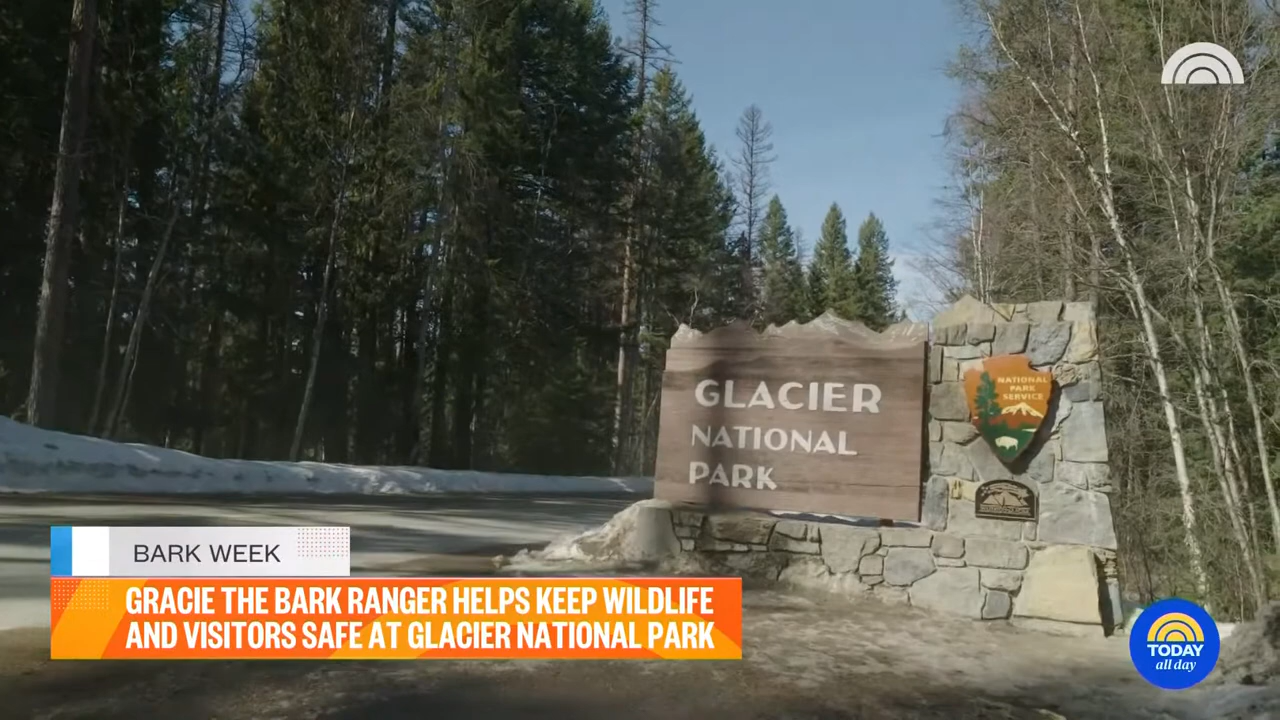 GLACIER
NATIONAL
PARK
NATIONAL
PARK
SERVICE
BARK WEEK
GRACIE THE BARK RANGER HELPS KEEP WILDLIFE
AND VISITORS SAFE AT GLACIER NATIONAL PARK
TODAY
all day